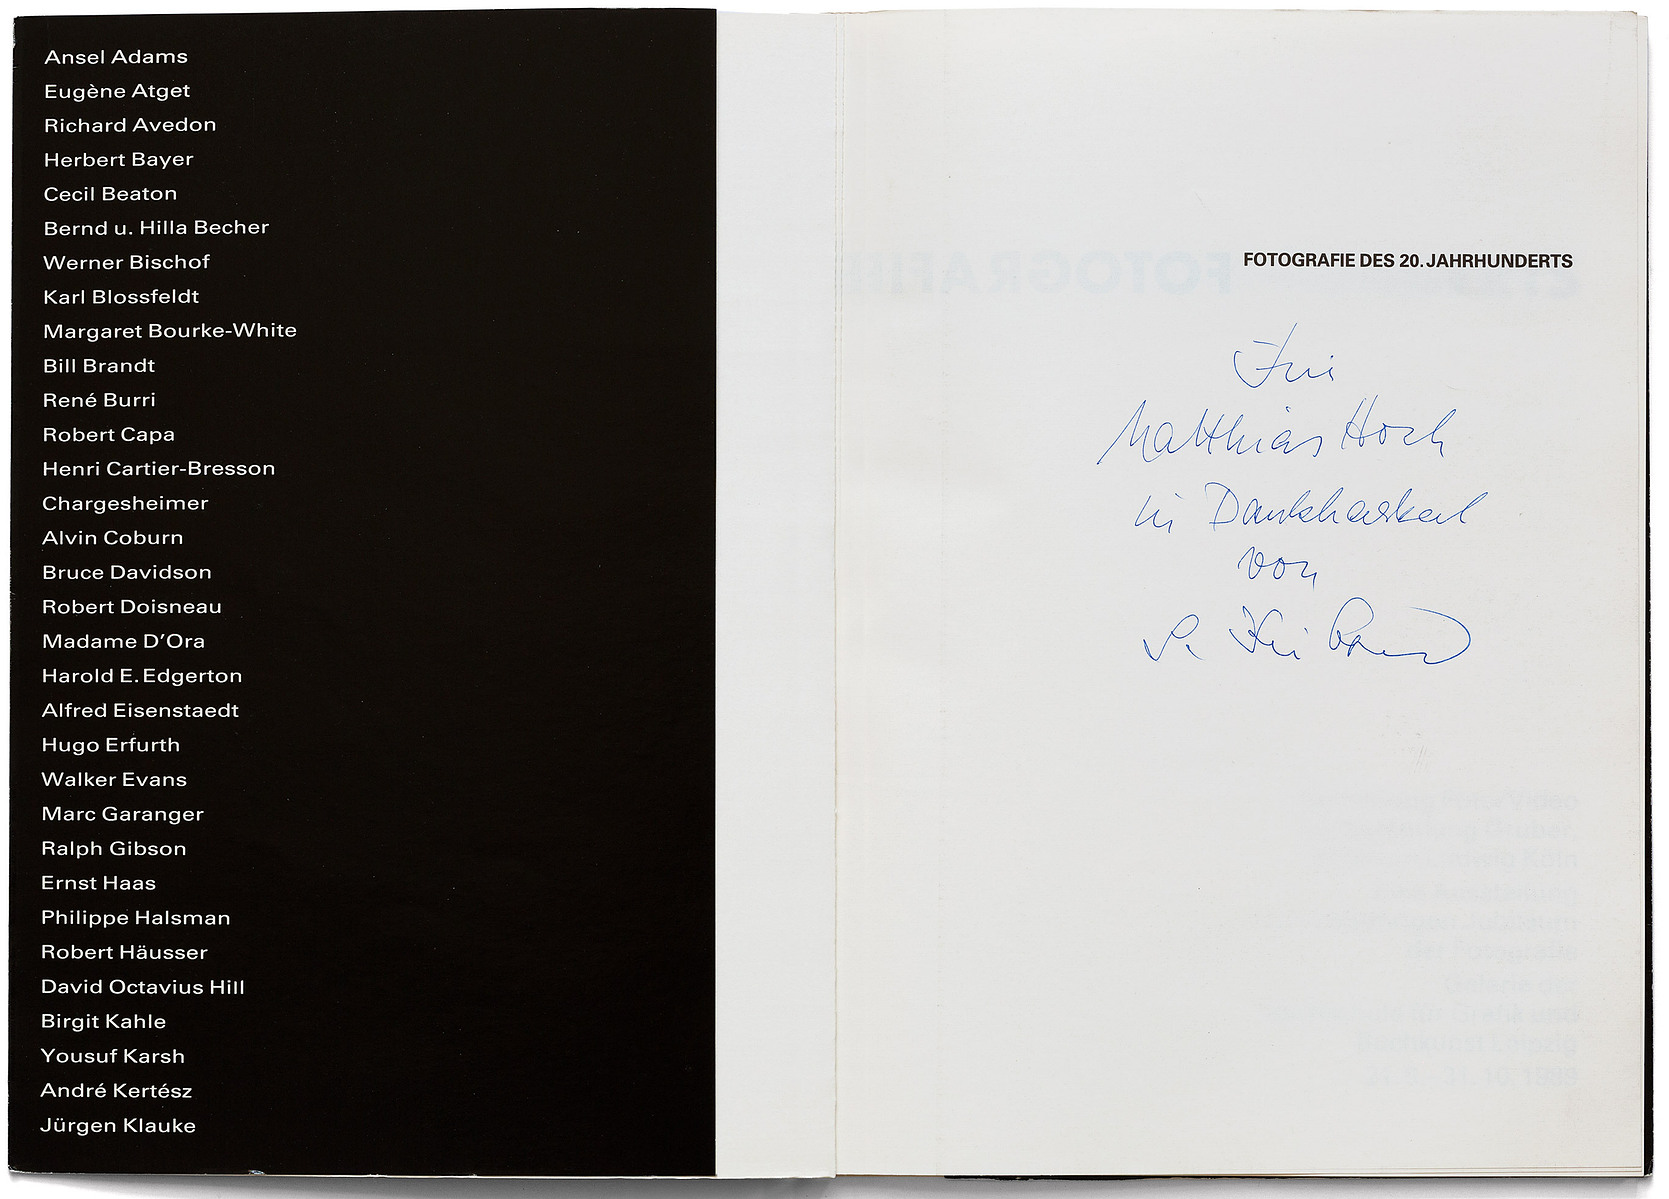 Ansel Adams
Eugène Atget
Richard Avedon
Herbert Bayer
Cecil Beaton
Bernd u. Hilla Becher
Werner Bischof
Karl Blossfeldt
Margaret Bourke-White
Bill Brandt
René Burri
Robert Capa
Henri Cartier-Bresson
Chargesheimer
Alvin Coburn
Bruce Davidson
Robert Doisneau
Madame D’Ora
Harold E. Edgerton
Alfred Eisenstaedt
Hugo Erfurth
Walker Evans
Marc Garanger
Ralph Gibson
Ernst Haas
Philippe Halsman
Robert Häusser
David Octavius Hill
Birgit Kahle
Yousuf Karsh
André Kertész
Jürgen Klauke
FOTOGRAFIE DES 20. JAHRHUNDERTS
Für
Matthias Hoch
in Dankbarkeit
von